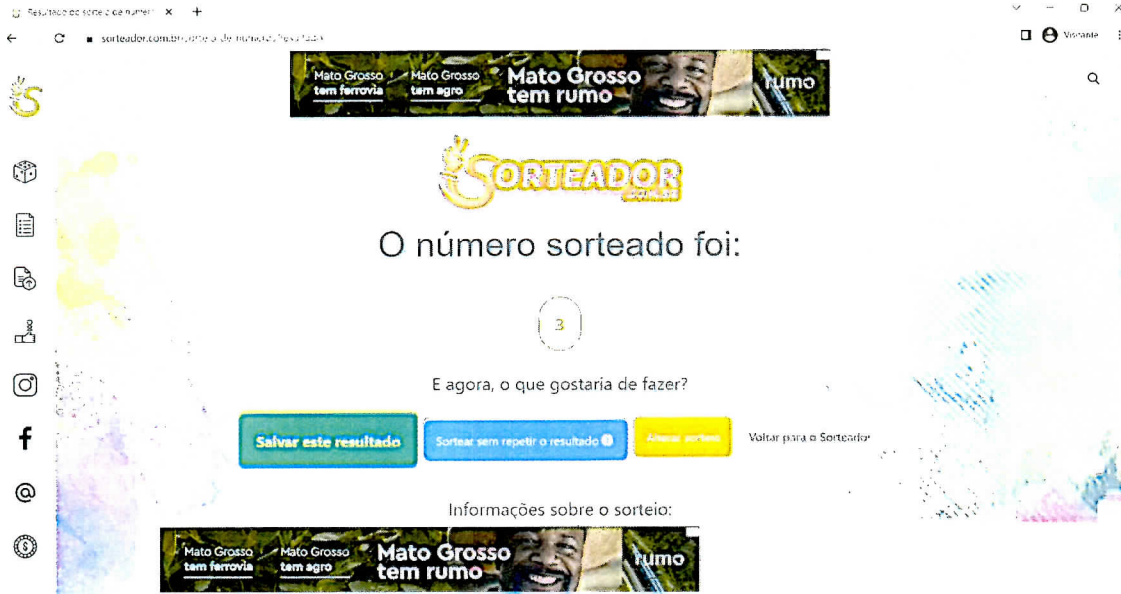 Visitante
Mato Grosso tem ferrovia
Mato Grosso tem agro
Mato Grosso tem rumo
rumo
SORTEADOR
O número sorteado foi:
3
E agora, o que gostaria de fazer?
Salvar este resultado
Sortear sem repetir o resultado
Voltar para o Sorteador
Informações sobre o sorteio:
Mato Grosso tem ferrovia
Mato Grosso tem agro
Mato Grosso tem rumo
rumo